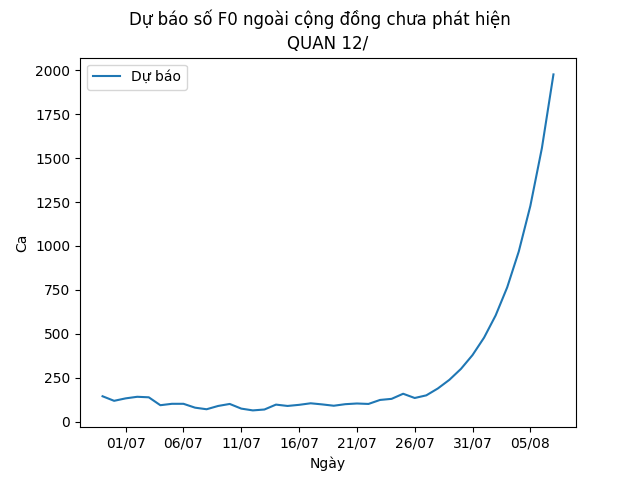 Dự báo số F0 ngoài cộng đồng chưa phát hiện
QUAN 12/
Dự báo
2000
1750
1500
1250
1000
750
500
250
0
Ca
01/07 06/07 11/07 16/07 21/07 26/07 31/07 05/08
Ngày